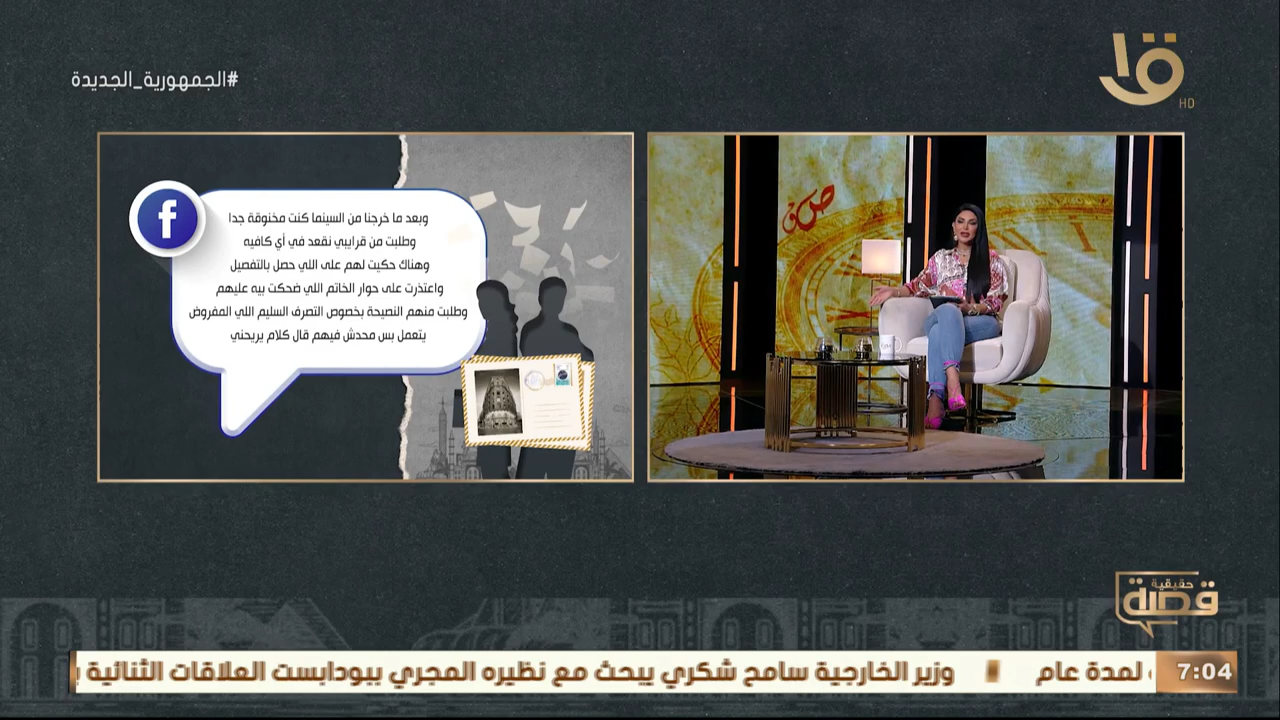 #الجمهورية_الجديدة
HD
وبعد ما خرجنا من السينما كنت مخنوقة جدا
وطلبت من قرايبي نقعد في أي كافيه
وهناك حكيت لهم على اللي حصل بالتفصيل
واعتذرت على حوار الخاتم اللي ضحكت بيه عليهم
وطلبت منهم النصيحة بخصوص التصرف السليم اللي المفروض
يتعمل بس محدش فيهم قال كلام يريحني
حقيقية
قصة
7:04
لمدة عام
وزير الخارجية سامح شكري يبحث مع نظيره المجري ببودابست العلاقات الثنائية